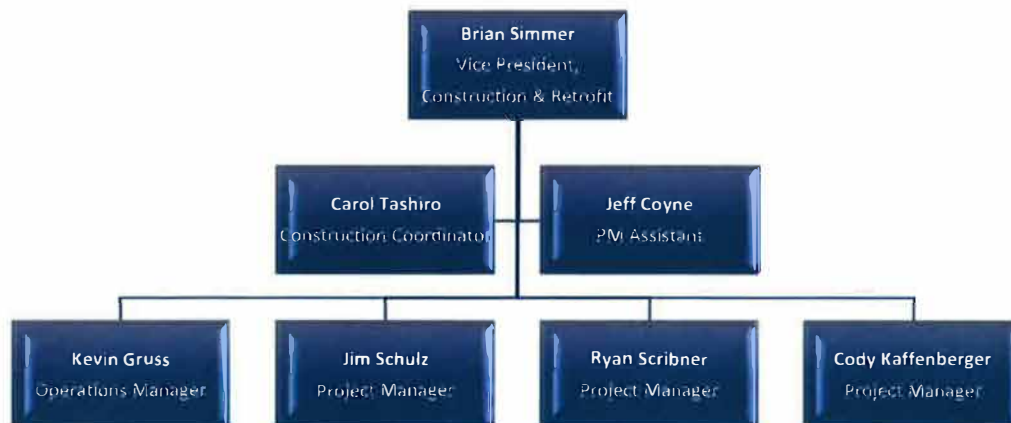 Brian Simmer
Vice President,
Construction & Retrofit
Carol Tashiro
Construction Coordinator
Jeff Coyne
PM Assistant
Kevin Gruss
Operations Manager
Jim Schulz
Project Manager
Ryan Scribner
Project Manager
Cody Kaffenberger
Project Manager